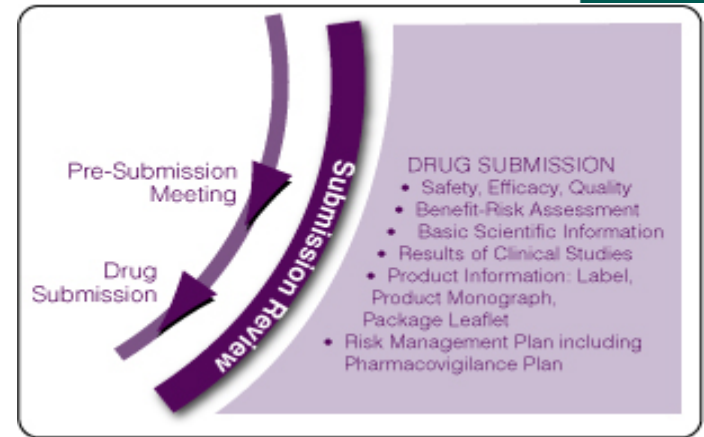 Pre-Submission
Meeting
Drug
Submission
Submission Review
DRUG SUBMISSION
• Safety, Efficacy, Quality
• Benefit-Risk Assessment
• Basic Scientific Information
• Results of Clinical Studies
• Product Information: Label,
Product Monograph,
Package Leaflet
• Risk Management Plan including
Pharmacovigilance Plan